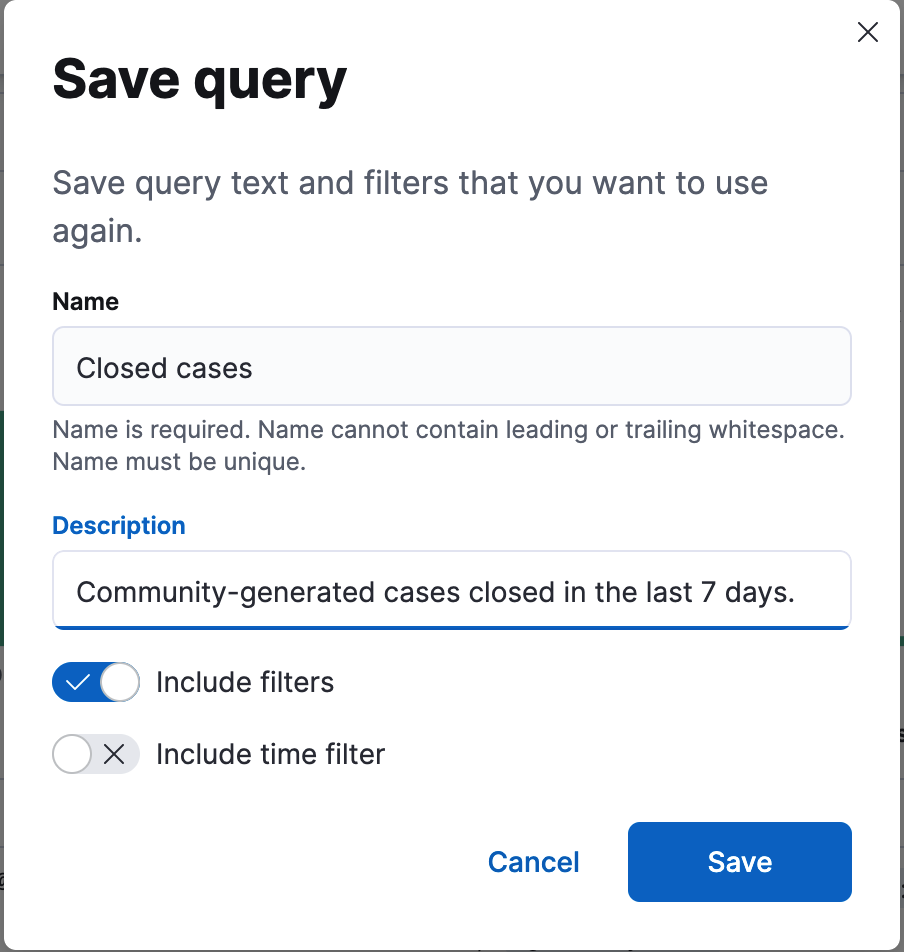 Save query
Save query text and filters that you want to use
again.
Name
Closed cases
Name is required. Name cannot contain leading or trailing whitespace.
Name must be unique.
Description
Community-generated cases closed in the last 7 days.
Include filters
Include time filter
Cancel
Save